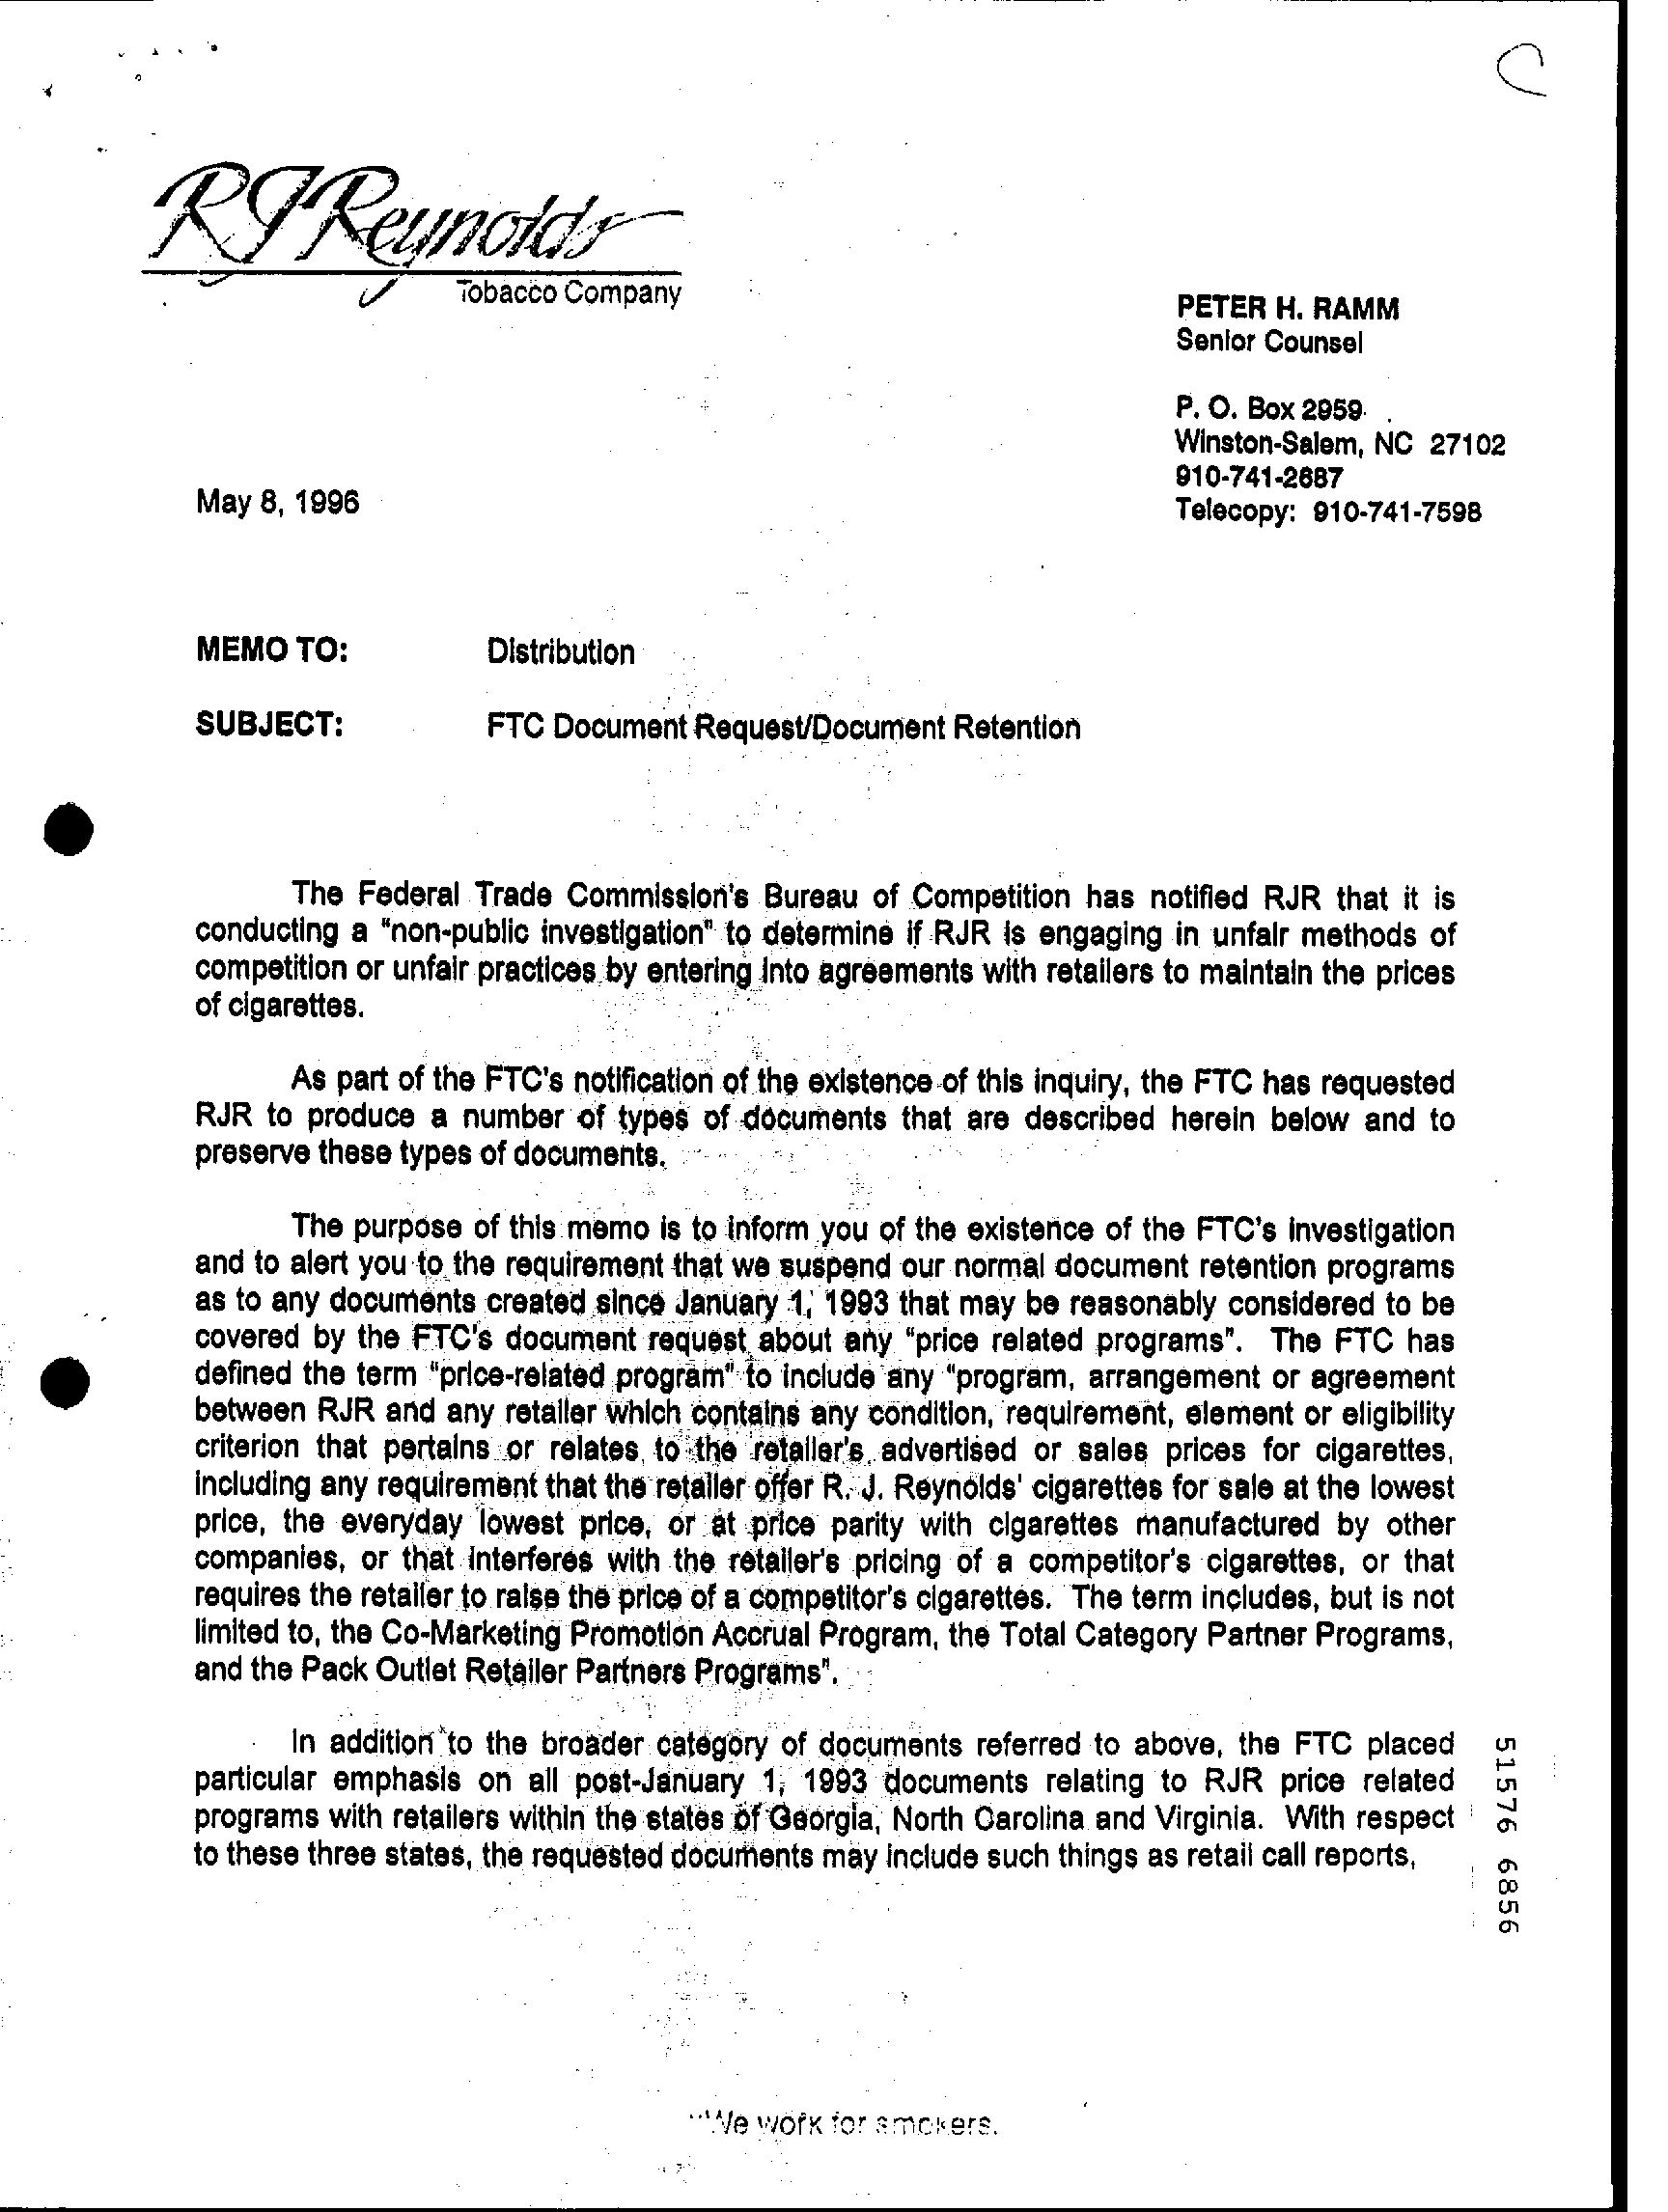 RJReynolds
Tobacco Company
PETER H. RAMM
Senior Counsel
P. O. Box 2959
Winston-Salem, NC 27102
910-741-2687
Telecopy: 910-741-7598
May 8, 1996
MEMO TO: Distribution
SUBJECT: FTC Document Request/Document Retention
The Federal Trade Commission's Bureau of Competition has notified RJR that it is
conducting a "non-public investigation" to determine if RJR is engaging in unfair methods of
competition or unfair practices by entering into agreements with retailers to maintain the prices
of cigarettes.
As part of the FTC's notification of the existence of this inquiry, the FTC has requested
RJR to produce a number of types of documents that are described herein below and to
preserve these types of documents.
The purpose of this memo is to inform you of the existence of the FTC's investigation
and to alert you to the requirement that we suspend our normal document retention programs
as to any documents created since January 1, 1993 that may be reasonably considered to be
covered by the FTC's document request about any "price related programs". The FTC has
defined the term "price-related program" to include any "program, arrangement or agreement
between RJR and any retailer which contains any condition, requirement, element or eligibility
criterion that pertains or relates to the retailer's advertised or sales prices for cigarettes,
including any requirement that the retailer offer R. J. Reynolds' cigarettes for sale at the lowest
price, the everyday lowest price, or at price parity with cigarettes manufactured by other
companies, or that interferes with the retailer's pricing of a competitor's cigarettes, or that
requires the retailer to raise the price of a competitor's cigarettes. The term includes, but is not
limited to, the Co-Marketing Promotion Accrual Program, the Total Category Partner Programs,
and the Pack Outlet Retailer Partners Programs".
In addition to the broader category of documents referred to above, the FTC placed
particular emphasis on all post-January 1, 1993 documents relating to RJR price related
programs with retailers within the states of Georgia, North Carolina and Virginia. With respect
to these three states, the requested documents may include such things as retail call reports,
51576 6856
"We work for smokers.